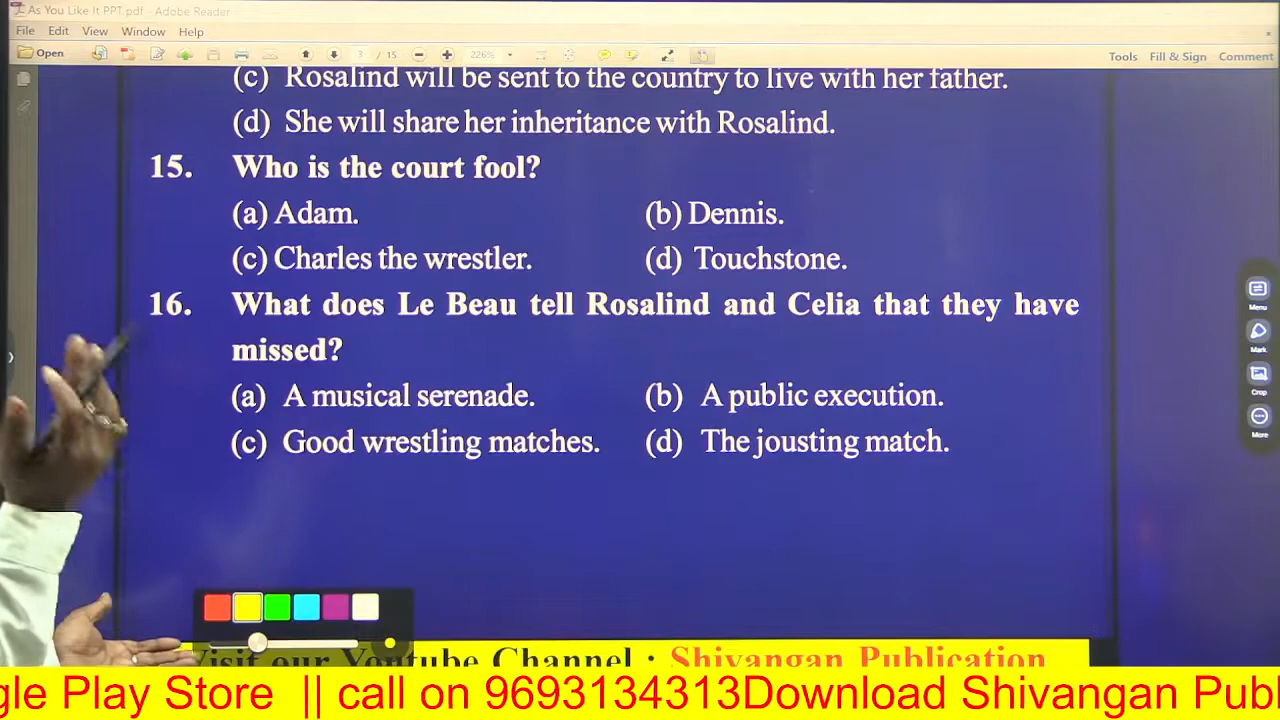 As You Like It PPT.pdf - Adobe Reader
File Edit View Window Help
Open 3 / 15 226% Tools Fill & Sign Comment
(c) Rosalind will be sent to the country to live with her father.
(d) She will share her inheritance with Rosalind.
15. Who is the court fool?
(a) Adam. (b) Dennis.
(c) Charles the wrestler. (d) Touchstone.
16. What does Le Beau tell Rosalind and Celia that they have
missed?
(a) A musical serenade. (b) A public execution.
(c) Good wrestling matches. (d) The jousting match.
Menu
Mark
Crop
More
Visit our Youtube Channel : Shivangan Publication
gle Play Store || call on 9693134313Download Shivangan Publ